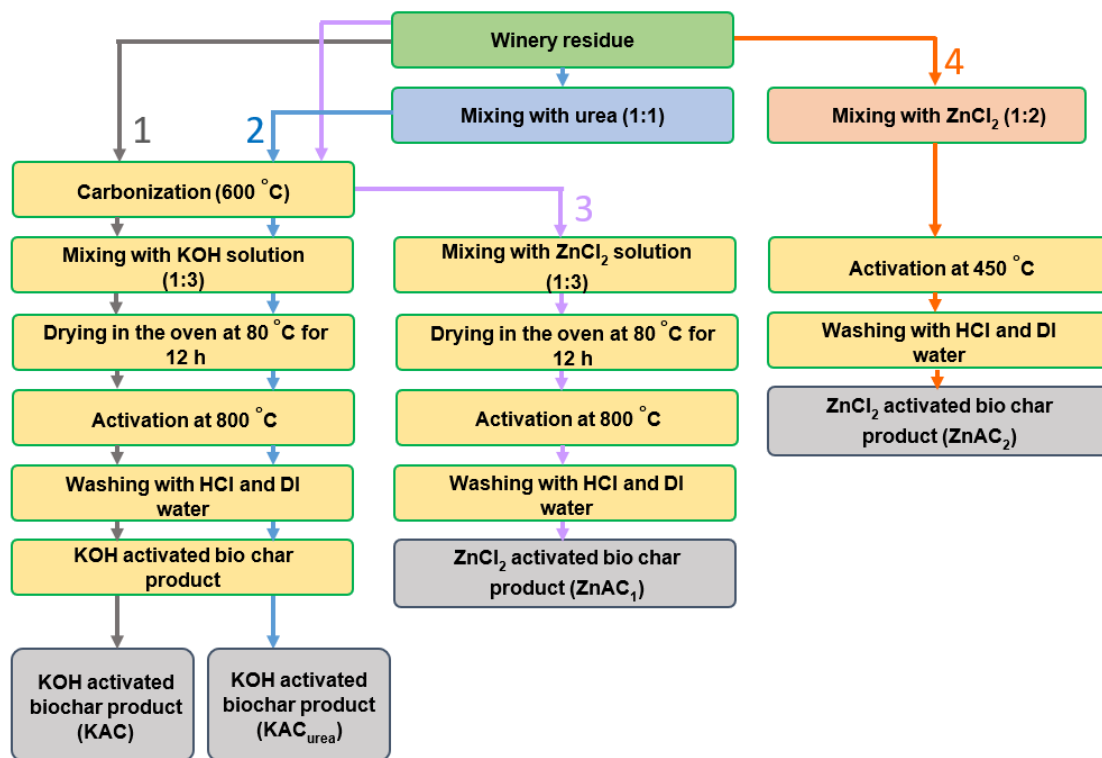 Winery residue
4
Mixing with urea (1:1)
Mixing with ZnCl₂ (1:2)
1
2
Carbonization (600 °C)
3
Mixing with KOH solution
(1:3)
Mixing with ZnCl₂ solution
(1:3)
Activation at 450 °C
Drying in the oven at 80 °C for
12 h
Drying in the oven at 80 °C for
12 h
Washing with HCl and DI
water
Activation at 800 °C
Activation at 800 °C
ZnCl₂ activated bio char
product (ZnAC₂)
Washing with HCl and DI
water
Washing with HCl and DI
water
KOH activated bio char
product
ZnCl₂ activated bio char
product (ZnAC₁)
KOH activated
biochar product
(KAC)
KOH activated
biochar product
(KACurea)